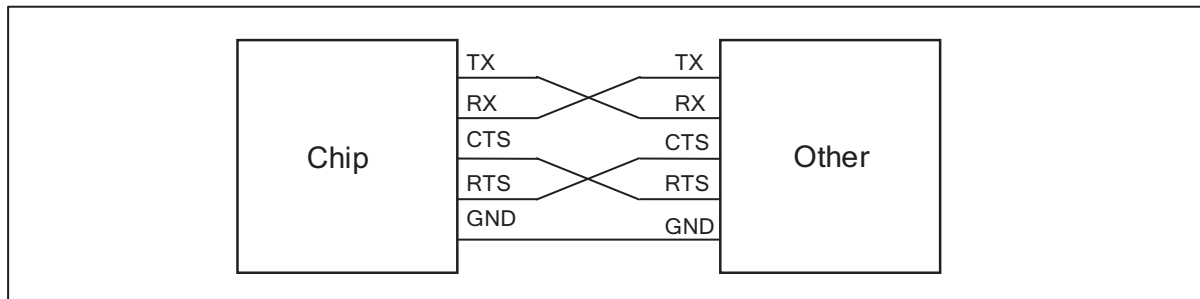 TX TX
RX RX
CTS CTS
Chip Other
RTS RTS
GND GND